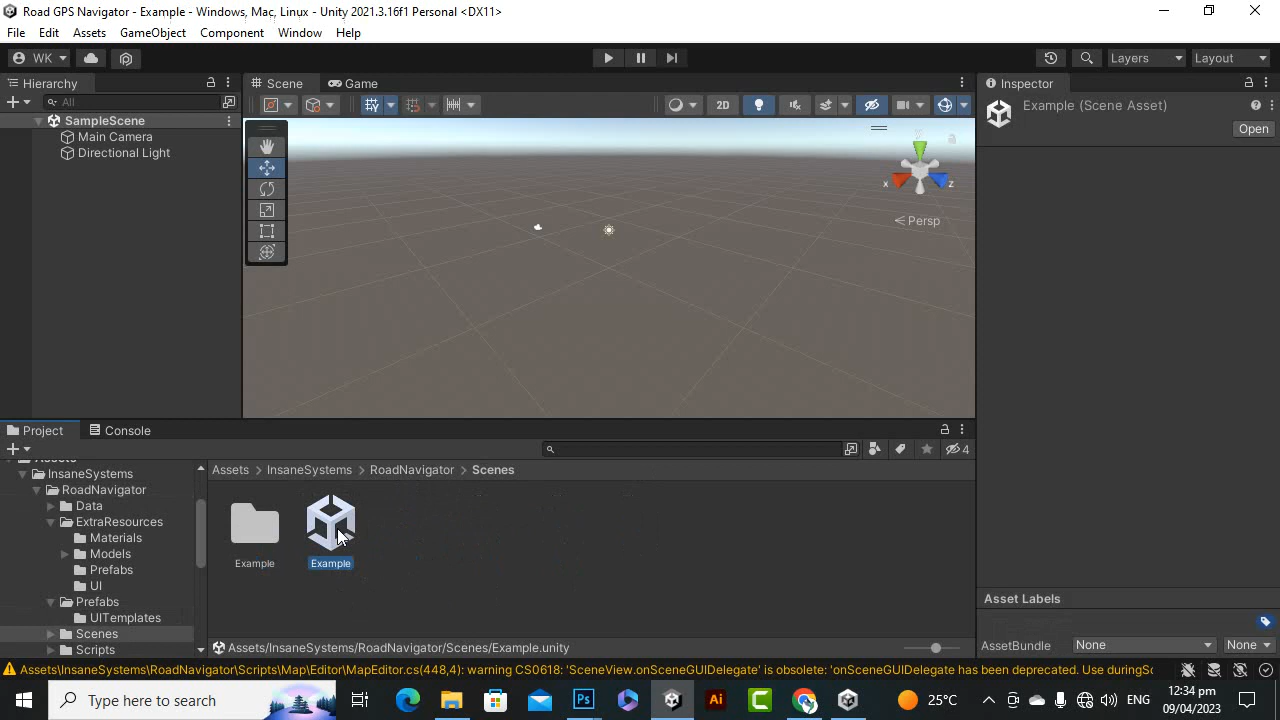 Road GPS Navigator - Example - Windows, Mac, Linux - Unity 2021.3.16f1 Personal <DX11>
File Edit Assets GameObject Component Window Help
WK Layers Layout
Hierarchy Scene Game Inspector
All 2D Example (Scene Asset)
SampleScene Open
Main Camera
Directional Light
y
x z
Persp
Project Console
4
Assets
InsaneSystems Assets > InsaneSystems > RoadNavigator > Scenes
RoadNavigator
Data
ExtraResources
Materials
Models
Prefabs Example Example
UI
Prefabs Asset Labels
UITemplates
Scenes
Scripts Assets/InsaneSystems/RoadNavigator/Scenes/Example.unity AssetBundle None None
Assets\InsaneSystems\RoadNavigator\Scripts\Map\Editor\MapEditor.cs(448,4): warning CS0618: 'SceneView.onSceneGUIDelegate' is obsolete: 'onSceneGUIDelegate has been deprecated. Use duringSc
Type here to search Ps Ai C 25°C ENG 12:34 pm
09/04/2023